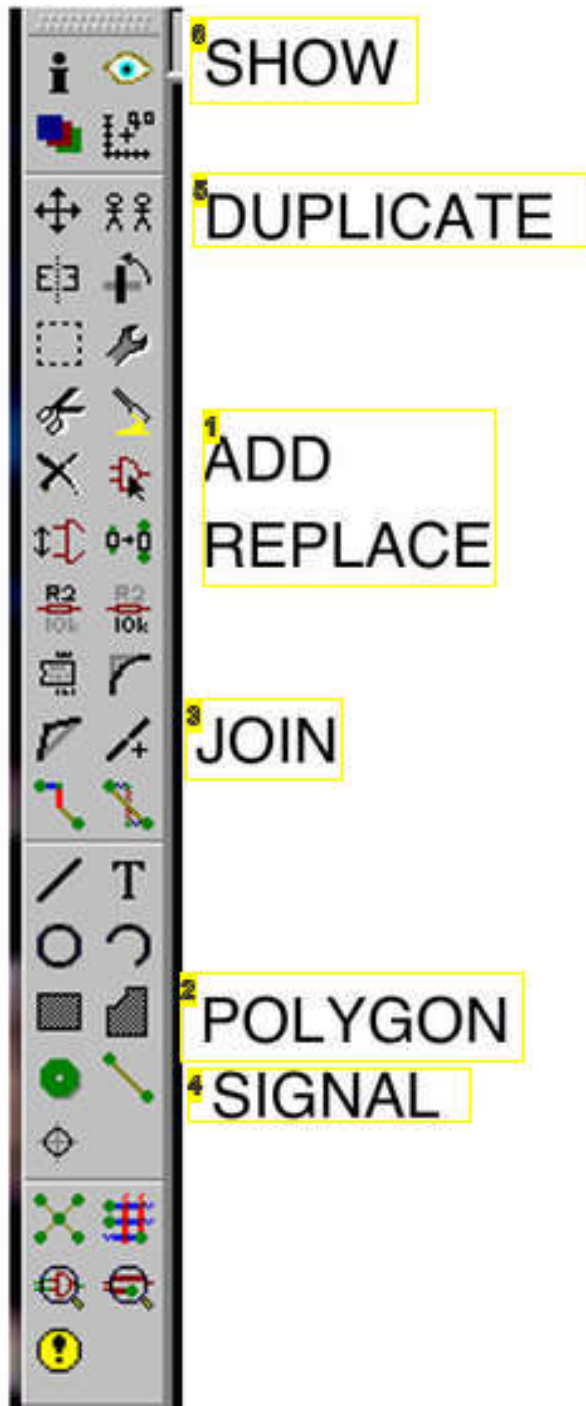 6
SHOW
5
DUPLICATE
1
ADD
REPLACE
R2
10k
R2
10k
3
JOIN
T
2
POLYGON
4
SIGNAL